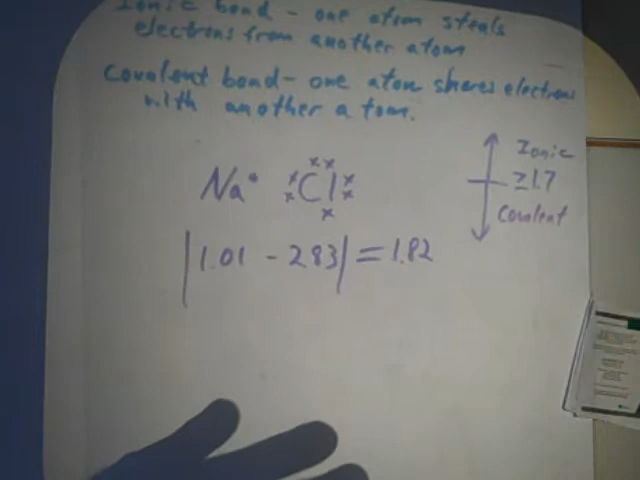 Ionic bond - one atom steals
electrons from another atom
Covalent bond - one atom shares electrons
with another atom.
Na Cl
Ionic
≥1.7
Covalent
|1.01 - 2.83| = 1.82